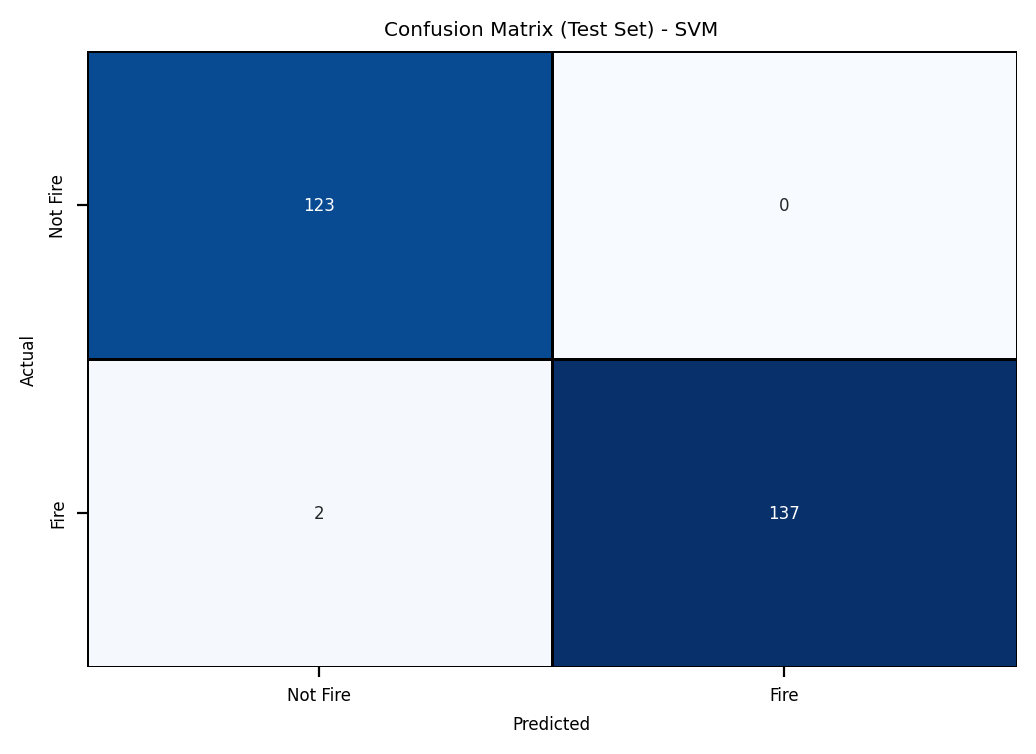 Confusion Matrix (Test Set) - SVM
Not Fire
123
0
Actual
Fire
2
137
Not Fire
Fire
Predicted